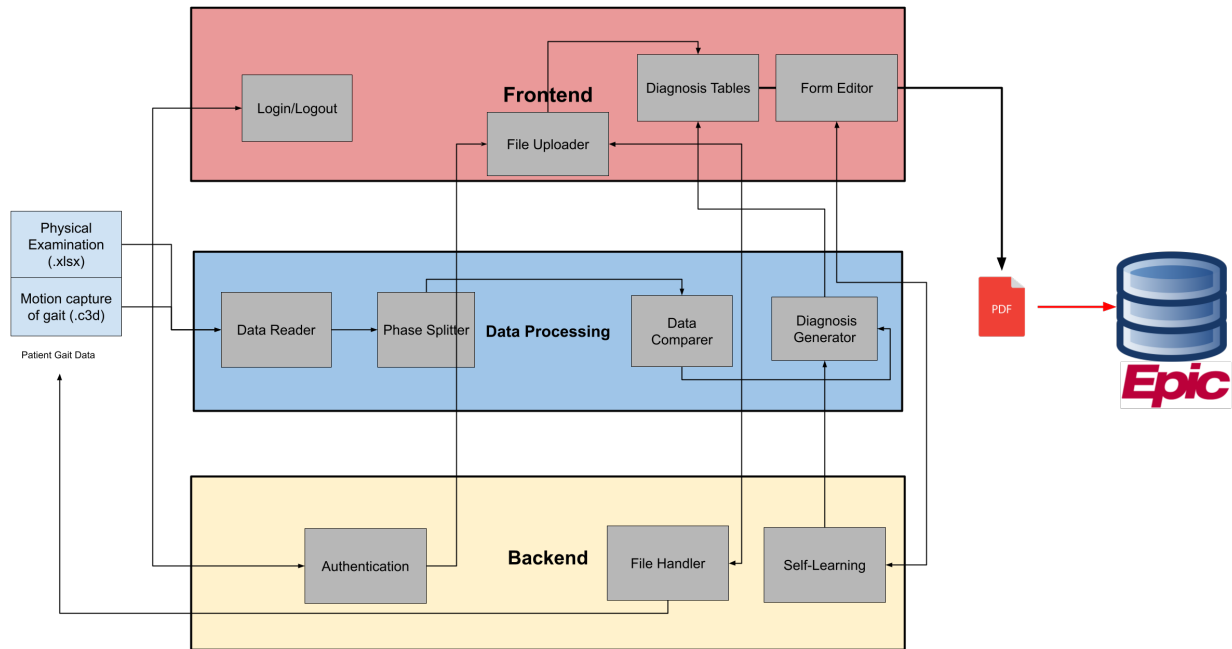 Frontend
Login/Logout
File Uploader
Diagnosis Tables
Form Editor
Physical
Examination
(.xlsx)
Motion capture
of gait (.c3d)
Patient Gait Data
Data Reader
Phase Splitter
Data Processing
Data
Comparer
Diagnosis
Generator
PDF
Epic
Authentication
Backend
File Handler
Self-Learning